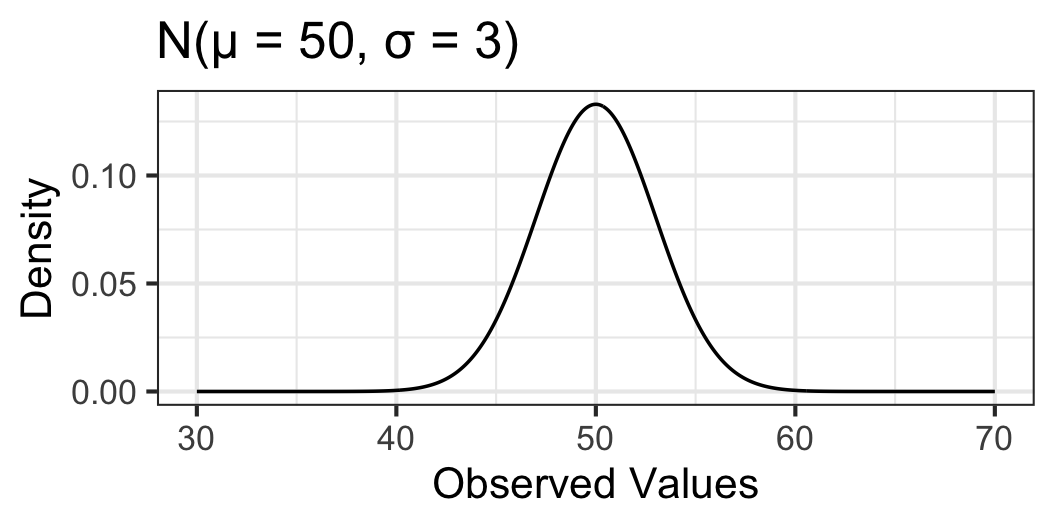 N(μ = 50, σ = 3)
Density
0.10
0.05
0.00
30 40 50 60 70
Observed Values